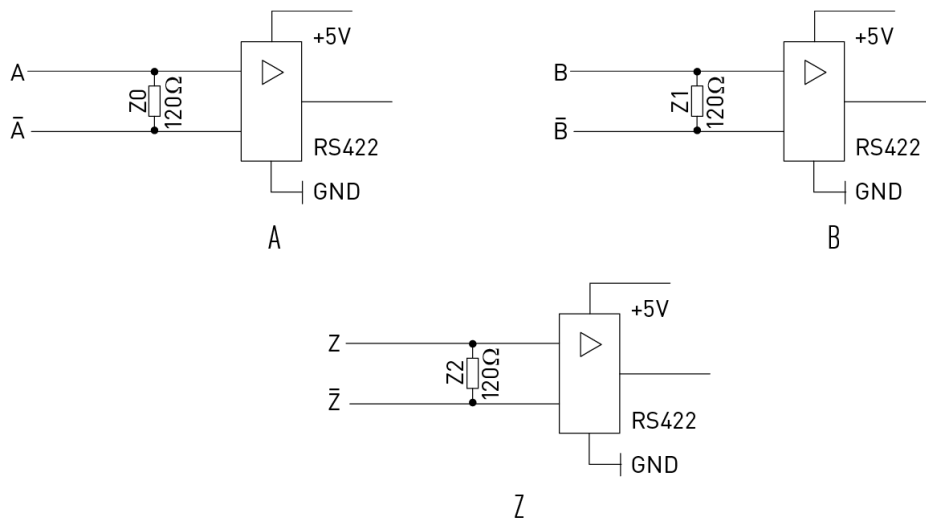 +5V
A
Z0
120Ω
Ā
RS422
GND
A
+5V
B
Z1
120Ω
B̄
RS422
GND
B
+5V
Z
Z2
120Ω
Z̄
RS422
GND
Z